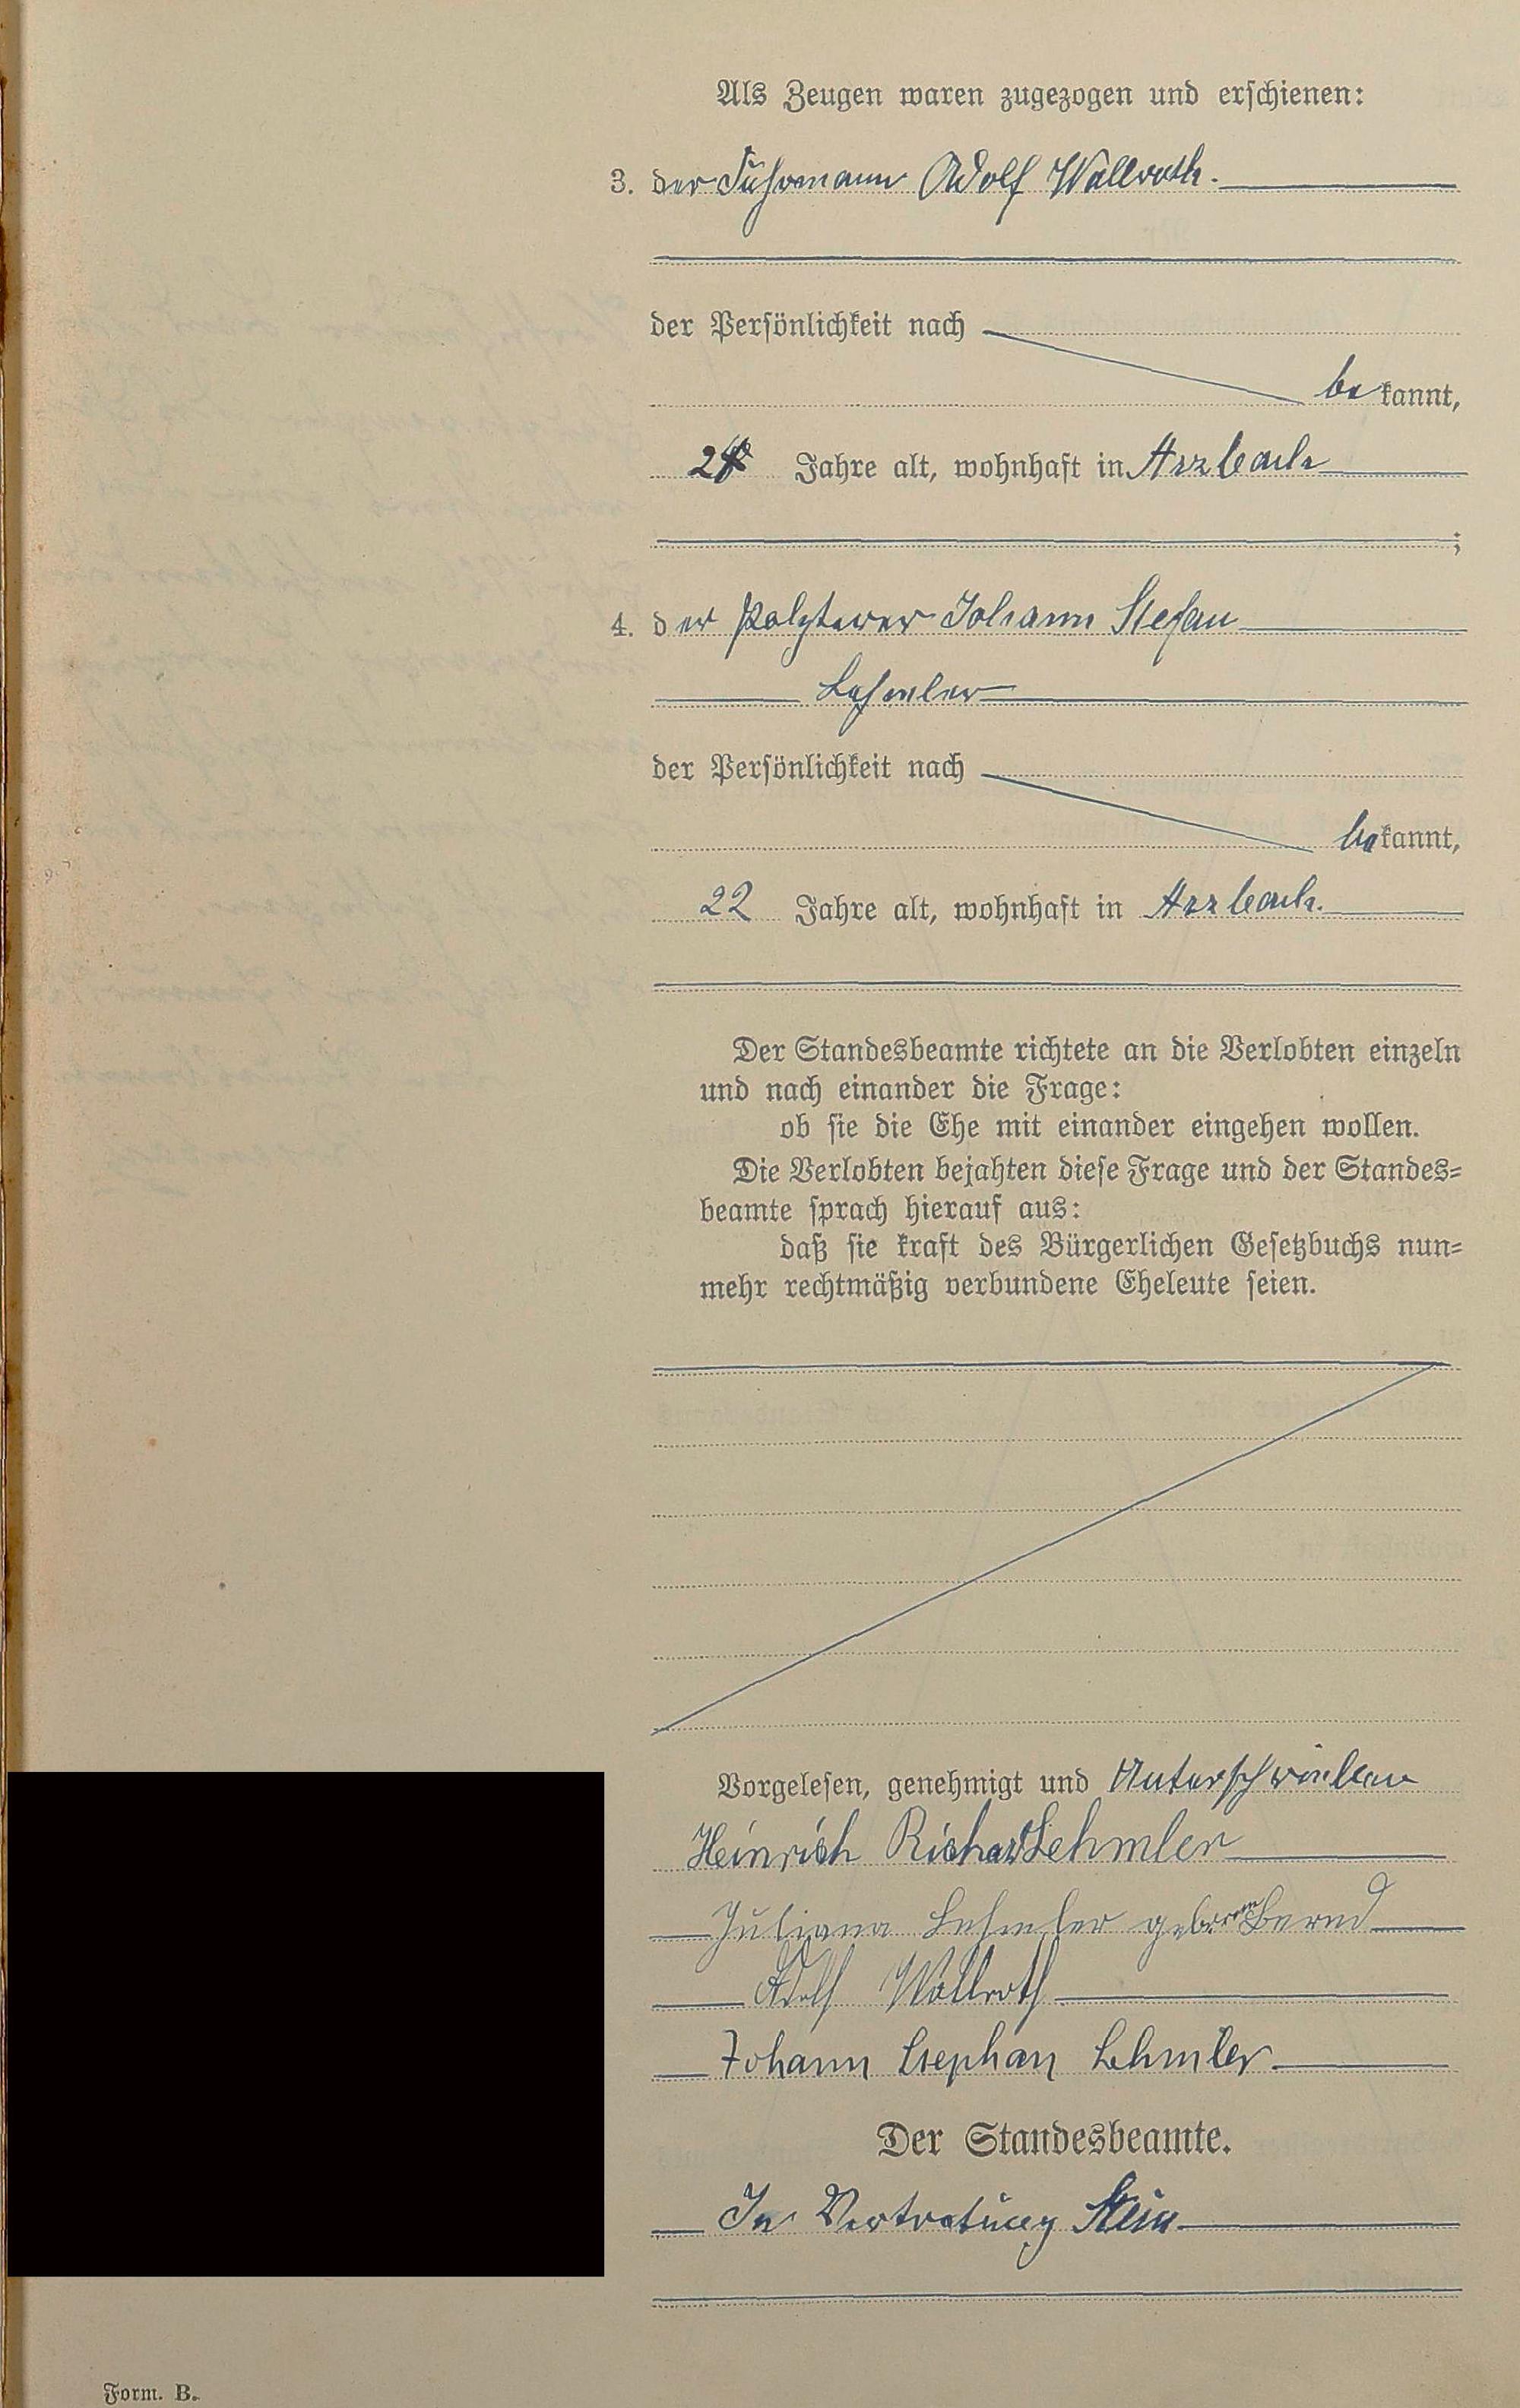 Als Zeugen waren zugezogen und erschienen:
3. der Fuhrmann Adolf Wallroth.
der Persönlichkeit nach
bekannt,
Jahre alt, wohnhaft in Arzbach
;
4. der Johann Stefan
Lehmler
der Persönlichkeit nach
bekannt,
22 Jahre alt, wohnhaft in Arzbach.
Der Standesbeamte richtete an die Verlobten einzeln
und nach einander die Frage:
ob sie die Ehe mit einander eingehen wollen.
Die Verlobten bejahten diese Frage und der Standes=
beamte sprach hierauf aus:
daß sie kraft des Bürgerlichen Gesetzbuchs nun=
mehr rechtmäßig verbundene Eheleute seien.
Vorgelesen, genehmigt und unterschrieben
Heinrich Richard Lehmler
Juliana Lehmler geborene Bernd
Adolf Wallroth
Johann Stephan Lehmler
Der Standesbeamte.
In Vertretung Stein
Form. B.